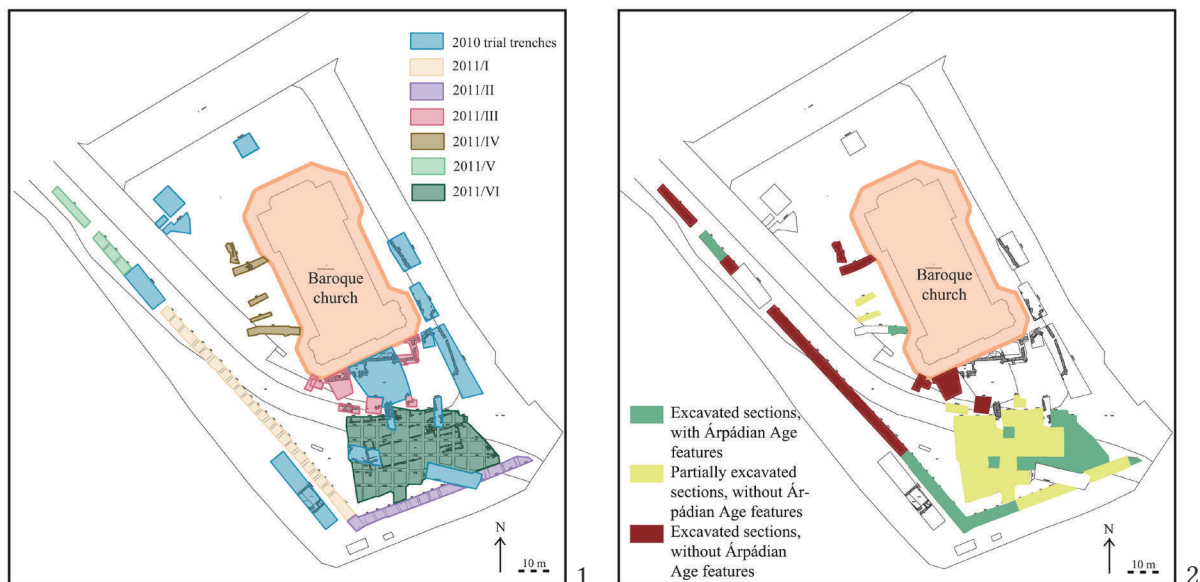 2010 trial trenches
2011/I
2011/II
2011/III
2011/IV
2011/V
2011/VI
Baroque
church
N
10 m
1
Baroque
church
Excavated sections,
with Árpádian Age
features
Partially excavated
sections, without Ár-
pádian Age features
Excavated sections,
without Árpádian
Age features
N
10 m
2